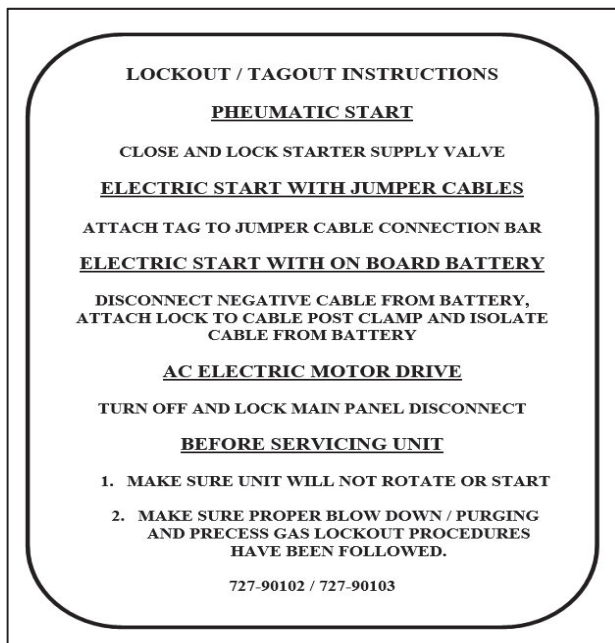 LOCKOUT / TAGOUT INSTRUCTIONS
PHEUMATIC START
CLOSE AND LOCK STARTER SUPPLY VALVE
ELECTRIC START WITH JUMPER CABLES
ATTACH TAG TO JUMPER CABLE CONNECTION BAR
ELECTRIC START WITH ON BOARD BATTERY
DISCONNECT NEGATIVE CABLE FROM BATTERY,
ATTACH LOCK TO CABLE POST CLAMP AND ISOLATE
CABLE FROM BATTERY
AC ELECTRIC MOTOR DRIVE
TURN OFF AND LOCK MAIN PANEL DISCONNECT
BEFORE SERVICING UNIT
1. MAKE SURE UNIT WILL NOT ROTATE OR START
2. MAKE SURE PROPER BLOW DOWN / PURGING
AND PRECESS GAS LOCKOUT PROCEDURES
HAVE BEEN FOLLOWED.
727-90102 / 727-90103